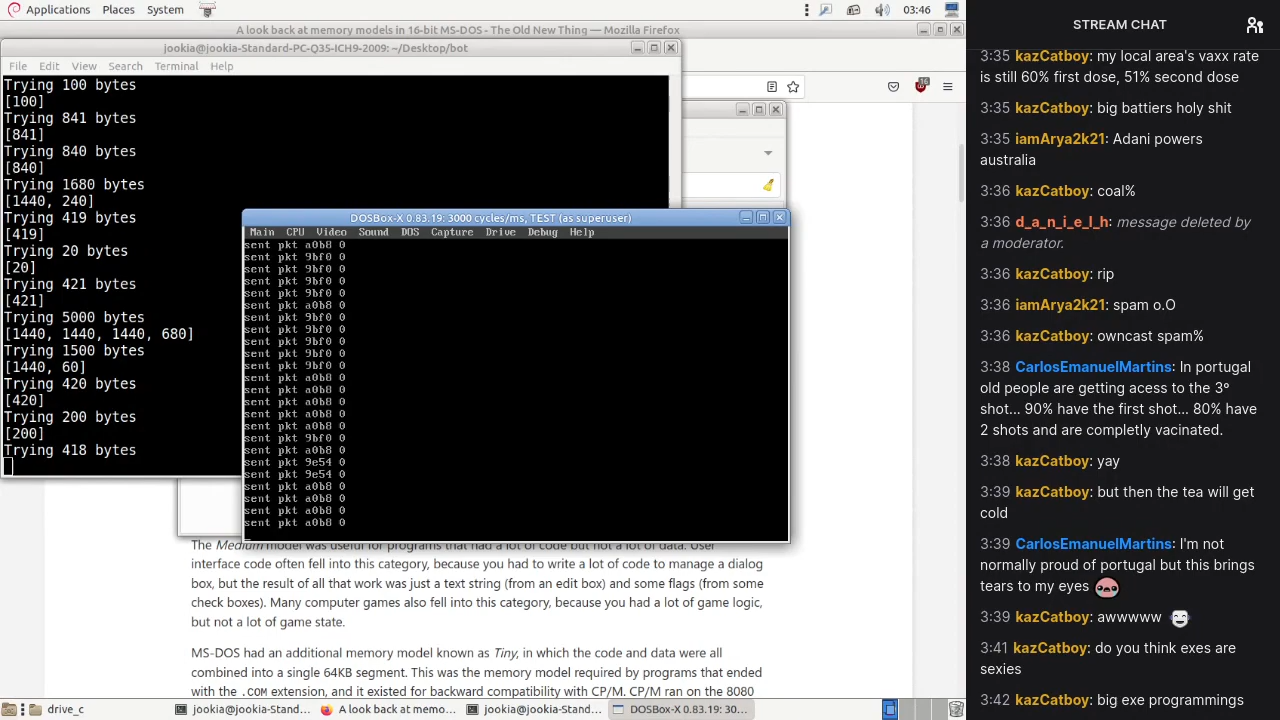 Applications Places System 03:46
A look back at memory models in 16-bit MS-DOS - The Old New Thing — Mozilla Firefox
jookia@jookia-Standard-PC-Q35-ICH9-2009: ~/Desktop/bot
File Edit View Search Terminal Help
Trying 100 bytes
[100]
Trying 841 bytes
[841]
Trying 840 bytes
[840]
Trying 1680 bytes
[1440, 240]
Trying 419 bytes
[419]
Trying 20 bytes
[20]
Trying 421 bytes
[421]
Trying 5000 bytes
[1440, 1440, 1440, 680]
Trying 1500 bytes
[1440, 60]
Trying 420 bytes
[420]
Trying 200 bytes
[200]
Trying 418 bytes
DOSBox-X 0.83.19: 3000 cycles/ms, TEST (as superuser)
Main CPU Video Sound DOS Capture Drive Debug Help
sent pkt a0b8 0
sent pkt 9bf0 0
sent pkt 9bf0 0
sent pkt 9bf0 0
sent pkt 9bf0 0
sent pkt a0b8 0
sent pkt 9bf0 0
sent pkt 9bf0 0
sent pkt 9bf0 0
sent pkt 9bf0 0
sent pkt 9bf0 0
sent pkt a0b8 0
sent pkt a0b8 0
sent pkt a0b8 0
sent pkt a0b8 0
sent pkt a0b8 0
sent pkt 9bf0 0
sent pkt a0b8 0
sent pkt 9e54 0
sent pkt 9e54 0
sent pkt a0b8 0
sent pkt a0b8 0
sent pkt a0b8 0
sent pkt a0b8 0
The Medium model was useful for programs that had a lot of code but not a lot of data. User
interface code often fell into this category, because you had to write a lot of code to manage a dialog
box, but the result of all that work was just a text string (from an edit box) and some flags (from some
check boxes). Many computer games also fell into this category, because you had a lot of game logic,
but not a lot of game state.
MS-DOS had an additional memory model known as Tiny, in which the code and data were all
combined into a single 64KB segment. This was the memory model required by programs that ended
with the .COM extension, and it existed for backward compatibility with CP/M. CP/M ran on the 8080
drive_c jookia@jookia-Stand... A look back at memo... jookia@jookia-Stand... DOSBox-X 0.83.19: 30...
STREAM CHAT
3:35 kazCatboy: my local area's vaxx rate
is still 60% first dose, 51% second dose
3:35 kazCatboy: big battiers holy shit
3:35 iamArya2k21: Adani powers
australia
3:36 kazCatboy: coal%
3:36 d_a_n_i_e_l_h: message deleted by
a moderator.
3:36 kazCatboy: rip
3:36 iamArya2k21: spam o.O
3:36 kazCatboy: owncast spam%
3:38 CarlosEmanuelMartins: In portugal
old people are getting acess to the 3º
shot... 90% have the first shot... 80% have
2 shots and are completly vacinated.
3:38 kazCatboy: yay
3:39 kazCatboy: but then the tea will get
cold
3:39 CarlosEmanuelMartins: I'm not
normally proud of portugal but this brings
tears to my eyes
3:39 kazCatboy: awwwww
3:41 kazCatboy: do you think exes are
sexies
3:42 kazCatboy: big exe programmings